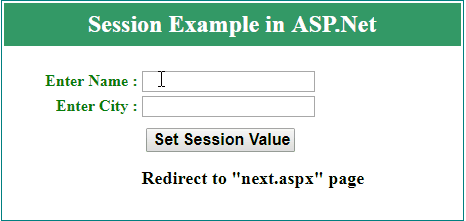 Session Example in ASP.Net
Enter Name :
Enter City :
Set Session Value
Redirect to "next.aspx" page